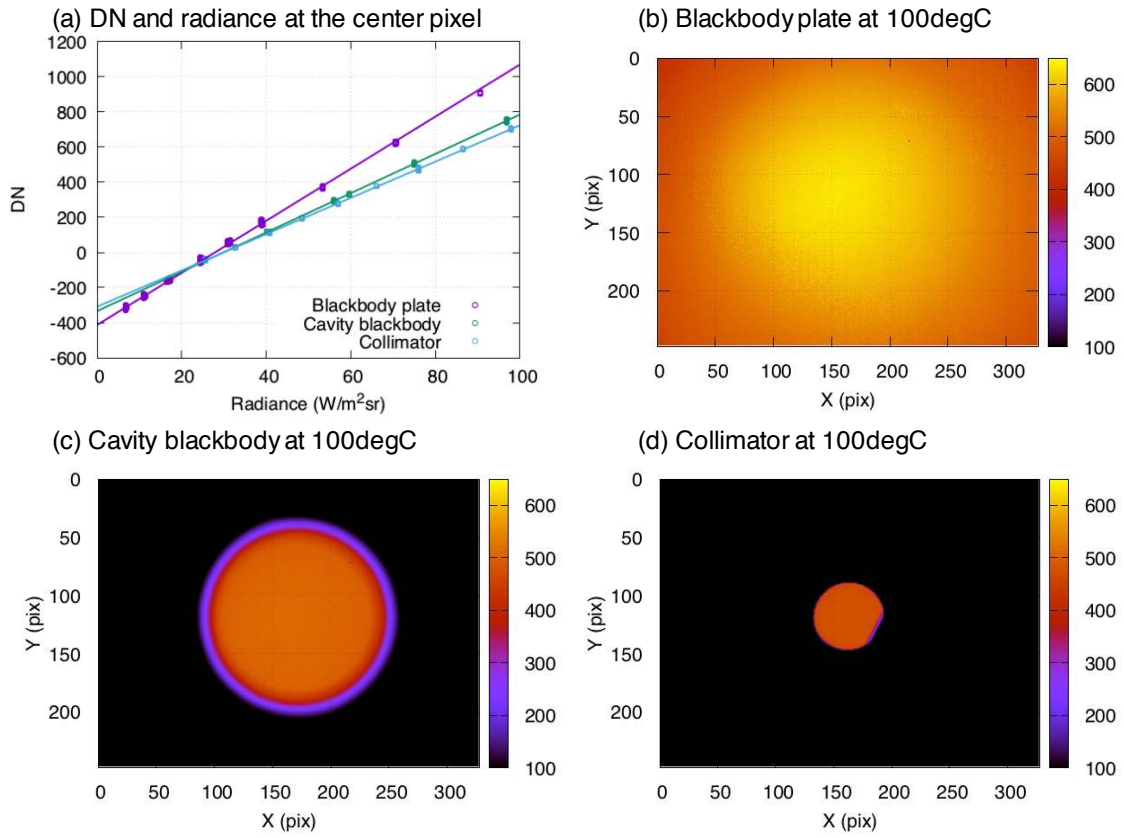 (a) DN and radiance at the center pixel
1200
1000
800
600
400
200
0
-200
-400
-600
DN
0 20 40 60 80 100
Radiance (W/m²sr)
Blackbody plate
Cavity blackbody
Collimator
(b) Blackbody plate at 100degC
0
50
100
150
200
Y (pix)
0 50 100 150 200 250 300
X (pix)
600
500
400
300
200
100
(c) Cavity blackbody at 100degC
0
50
100
150
200
Y (pix)
0 50 100 150 200 250 300
X (pix)
600
500
400
300
200
100
(d) Collimator at 100degC
0
50
100
150
200
Y (pix)
0 50 100 150 200 250 300
X (pix)
600
500
400
300
200
100